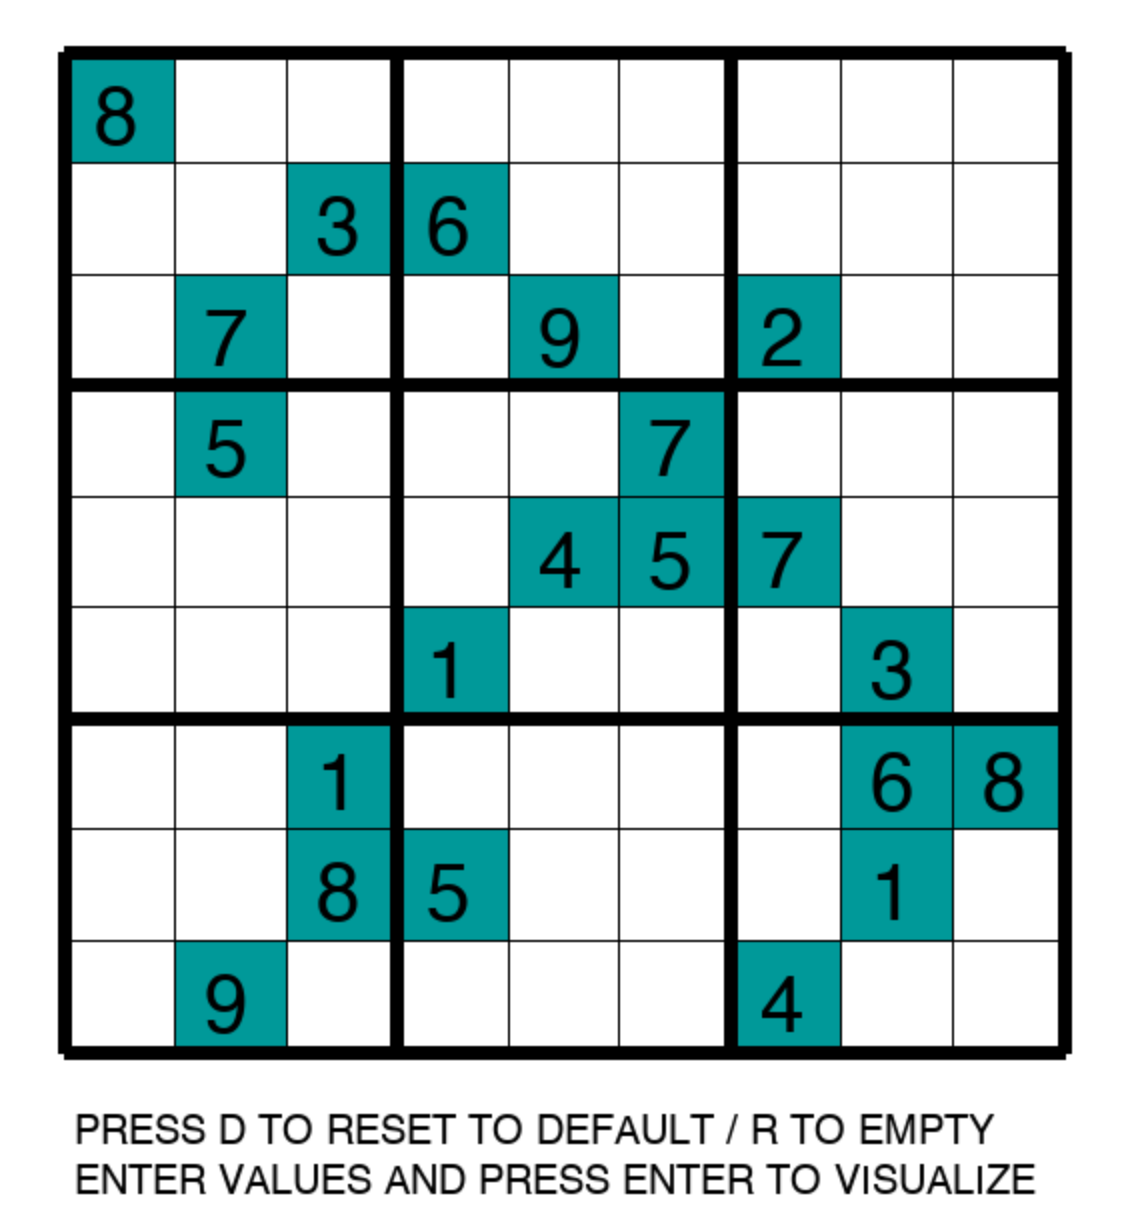 8
3 6
7 9 2
5 7
4 5 7
1 3
1 6 8
8 5 1
9 4
PRESS D TO RESET TO DEFAULT / R TO EMPTY
ENTER VALUES AND PRESS ENTER TO VISUALIZE